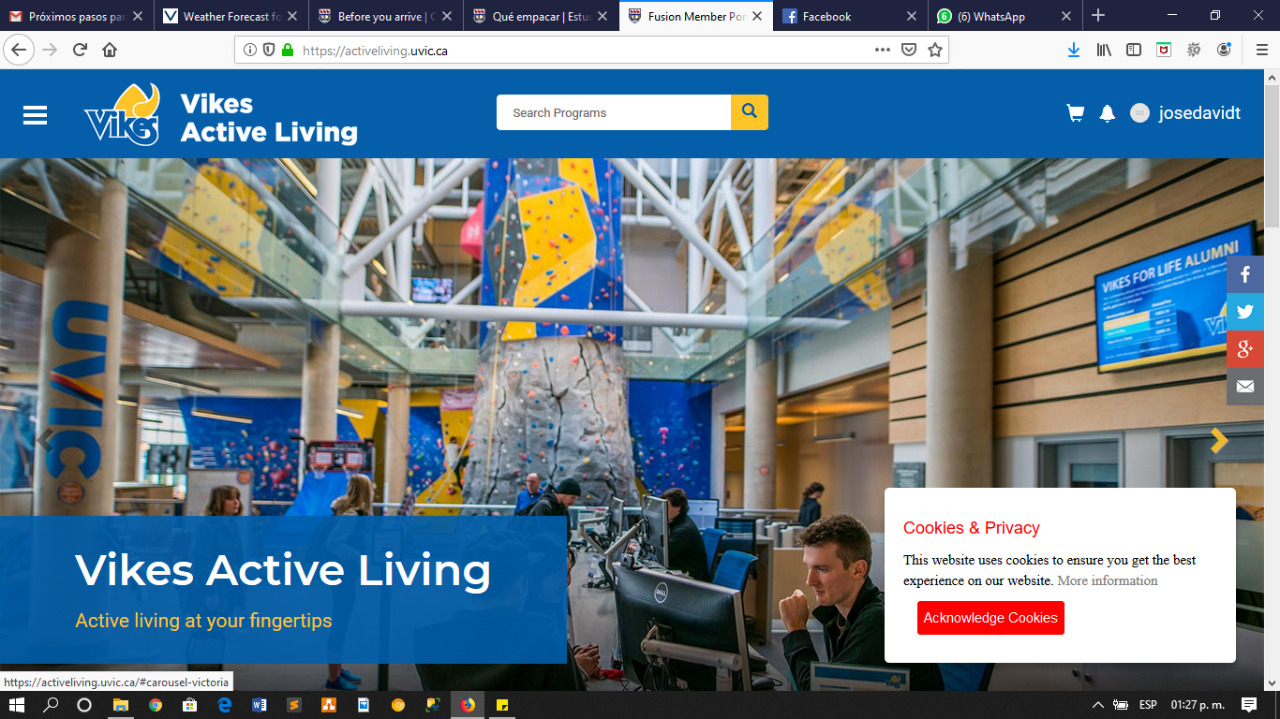 Próximos pasos par
Weather Forecast fo
Before you arrive | C
Qué empacar | Estud
Fusion Member Por
Facebook
(6) WhatsApp
https://activeliving.uvic.ca
Vikes
Vikes
Active Living
Search Programs
josedavidt
VIKES FOR LIFE ALUMNI
UVIC
DELL
Vikes Active Living
Active living at your fingertips
Cookies & Privacy
This website uses cookies to ensure you get the best
experience on our website. More information
Acknowledge Cookies
https://activeliving.uvic.ca/#carousel-victoria
ESP
01:27 p. m.